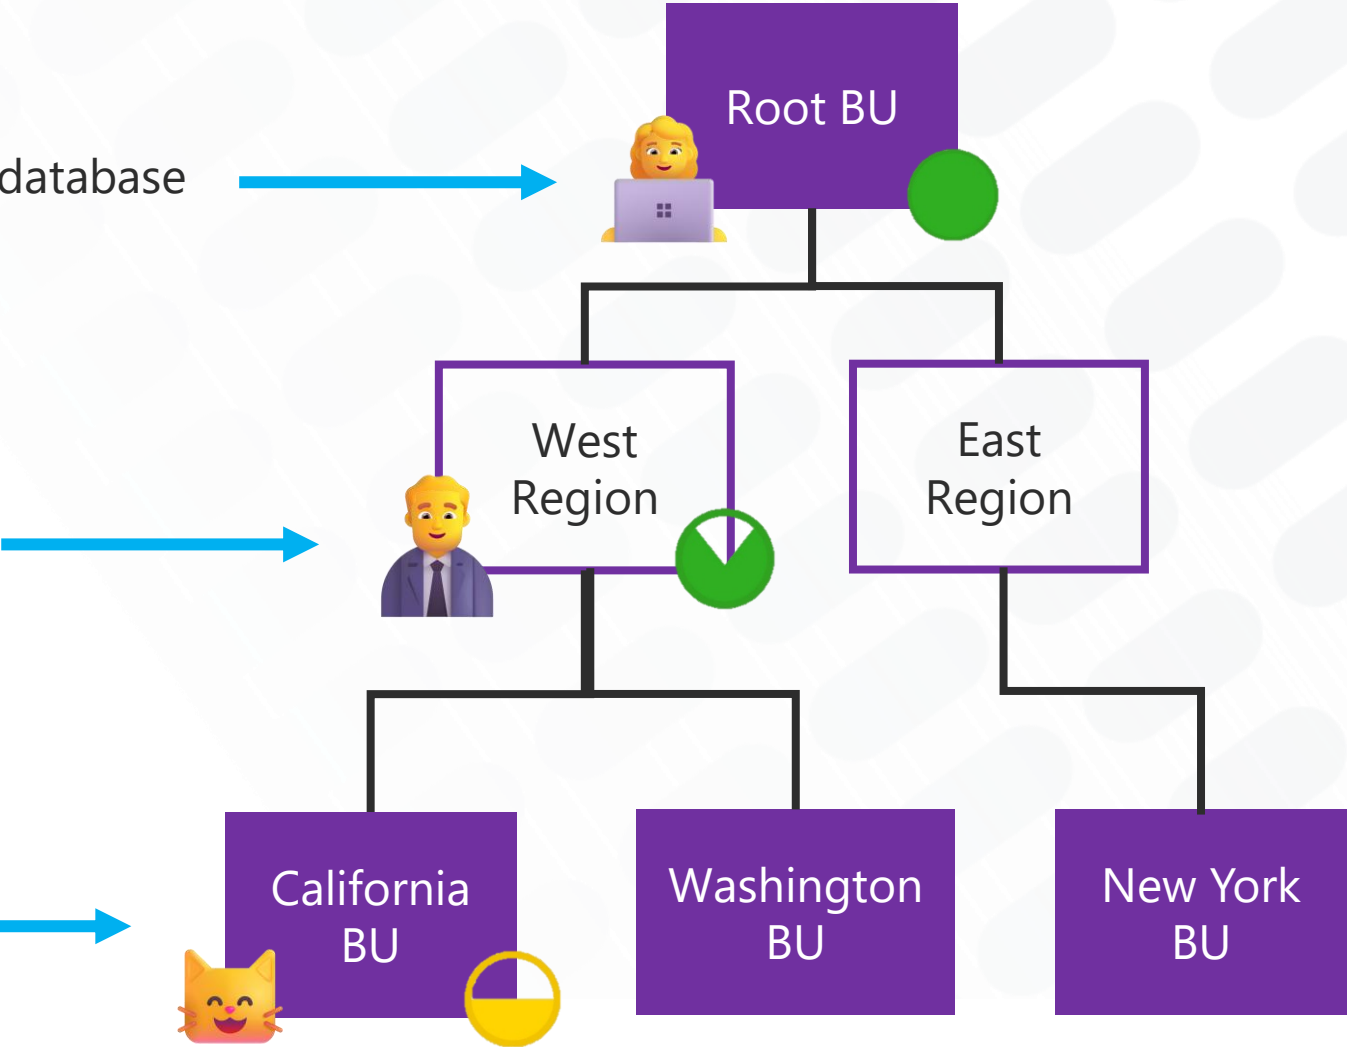 Root BU
database
West
Region
East
Region
California
BU
Washington
BU
New York
BU